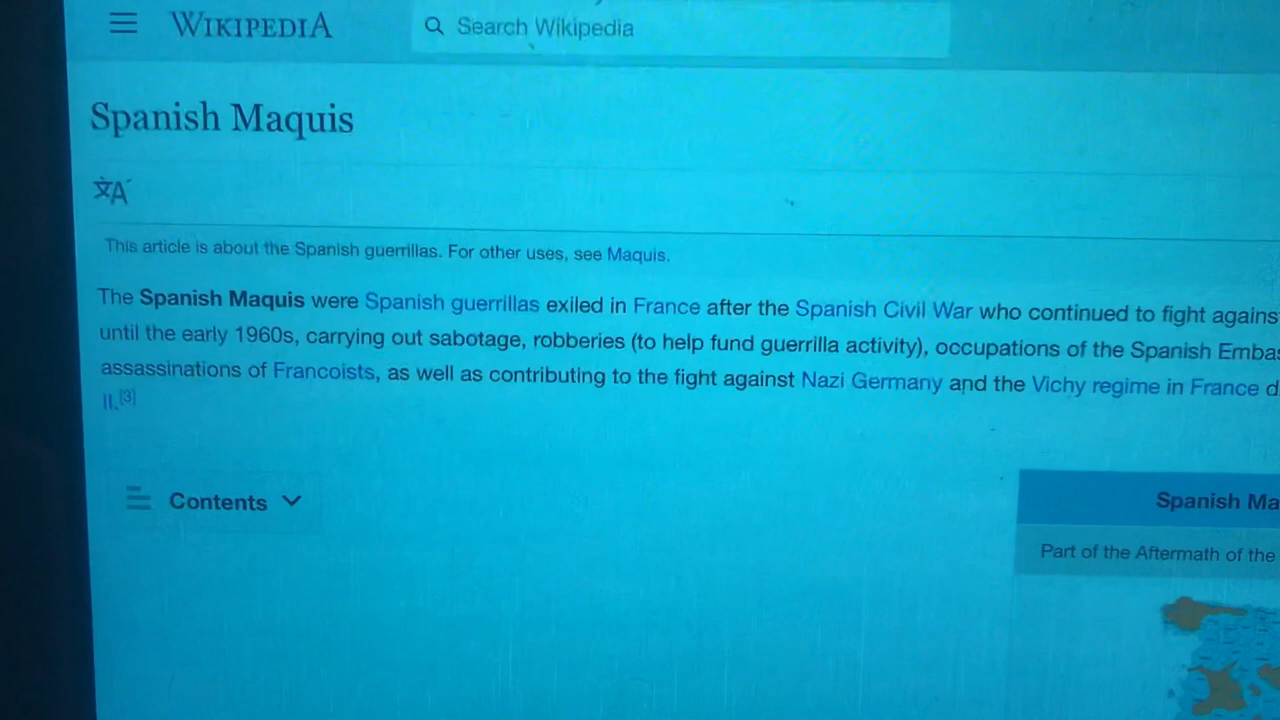 WIKIPEDIA
Search Wikipedia
Spanish Maquis
文A
This article is about the Spanish guerrillas. For other uses, see Maquis.
The Spanish Maquis were Spanish guerrillas exiled in France after the Spanish Civil War who continued to fight agains
until the early 1960s, carrying out sabotage, robberies (to help fund guerrilla activity), occupations of the Spanish Embas
assassinations of Francoists, as well as contributing to the fight against Nazi Germany and the Vichy regime in France d
II.[3]
Contents
Spanish Ma
Part of the Aftermath of the